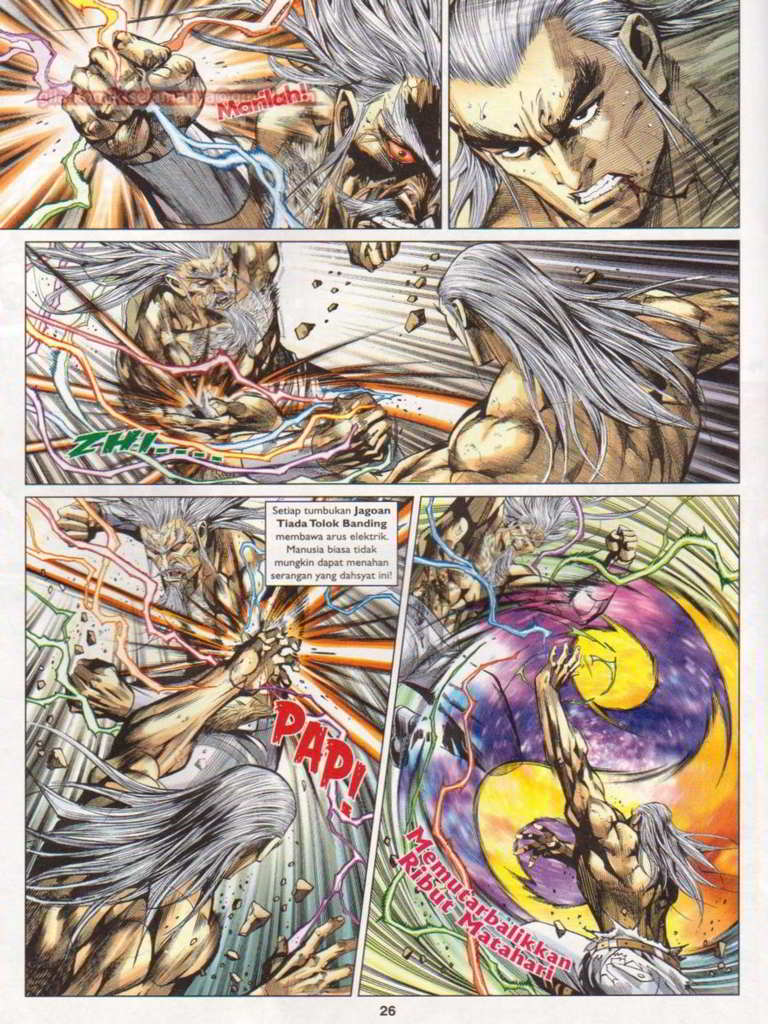 Marilah!
ZHI.....
Setiap tumbukan Jagoan
Tiada Tolok Banding
membawa arus elektrik.
Manusia biasa tidak
mungkin dapat menahan
serangan yang dahsyat ini!
PAP!
Memutarbalikkan
Ribut Matahari
26